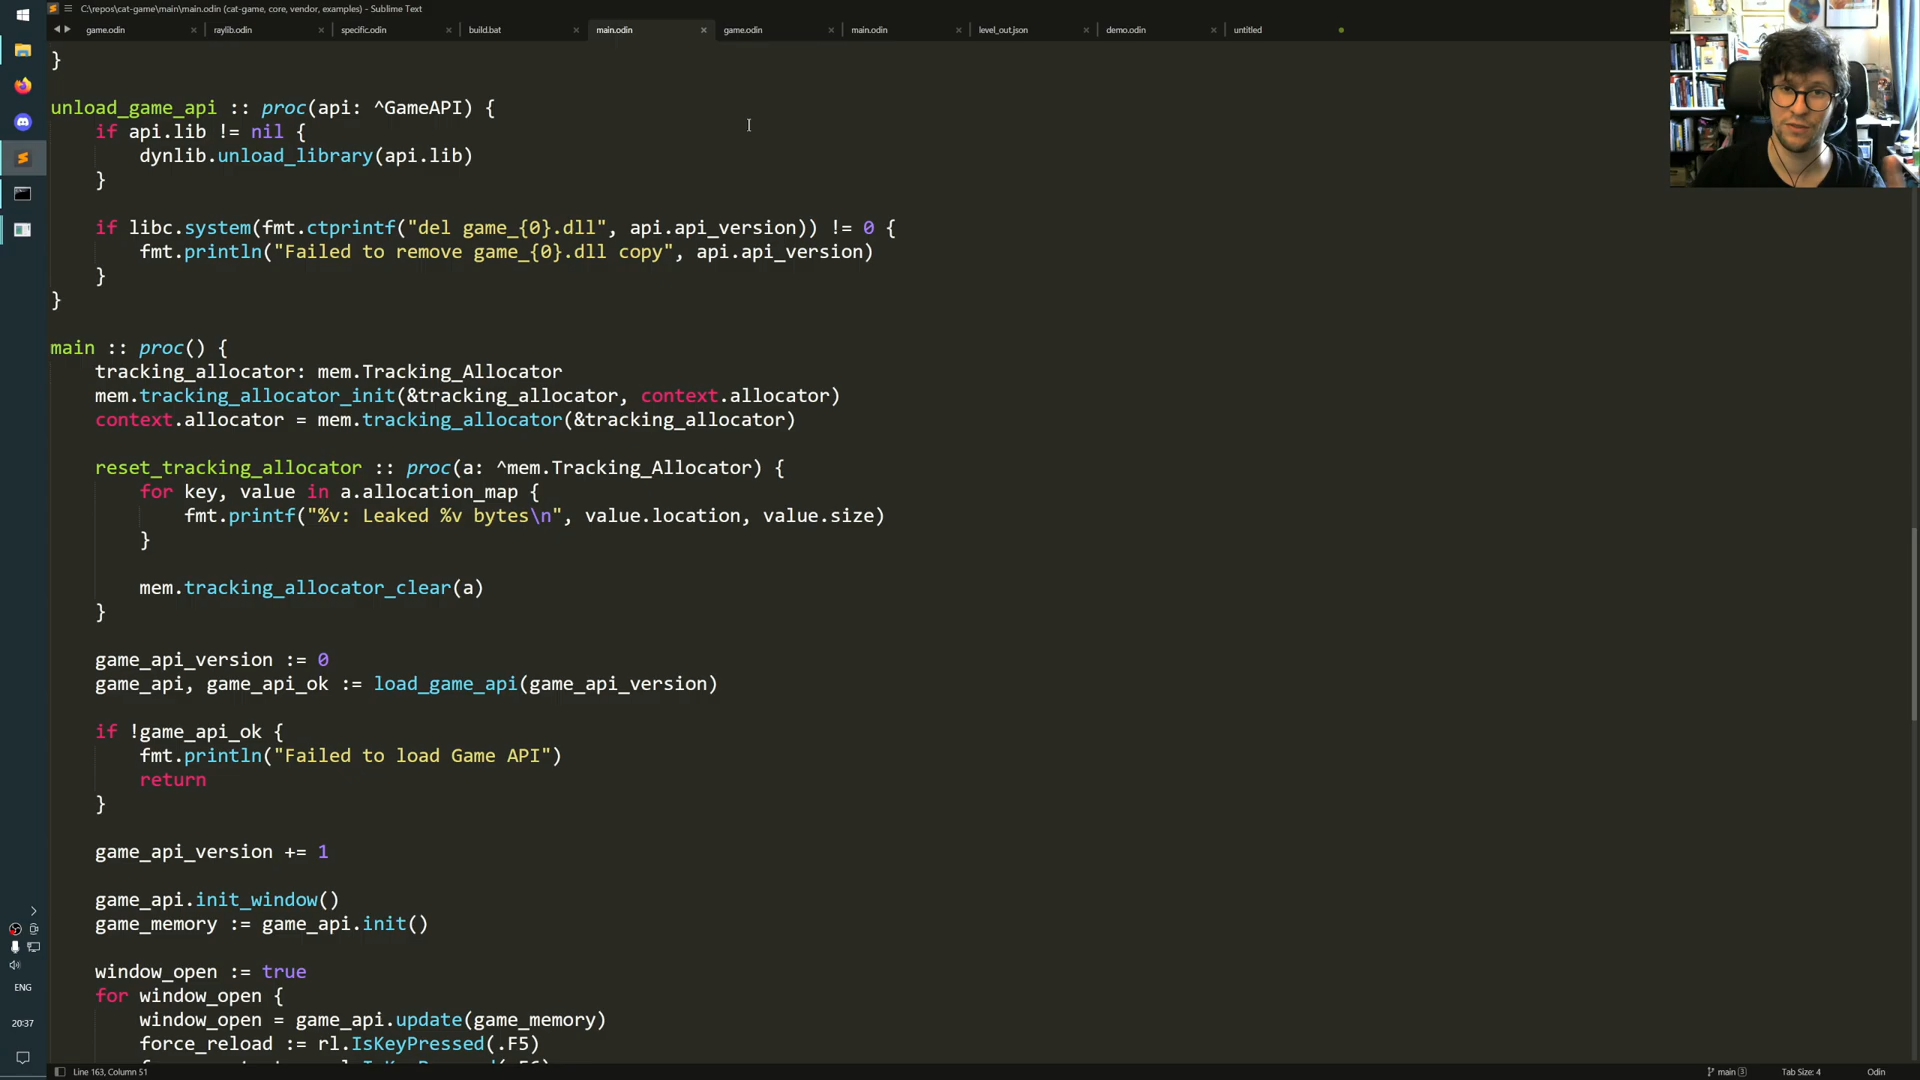 C:\repos\cat-game\main\main.odin (cat-game, core, vendor, examples) - Sublime Text
game.odin
raylib.odin
specific.odin
build.bat
main.odin
game.odin
main.odin
level_out.json
demo.odin
untitled
}
unload_game_api :: proc(api: ^GameAPI) {
if api.lib != nil {
dynlib.unload_library(api.lib)
}
if libc.system(fmt.ctprintf("del game_{0}.dll", api.api_version)) != 0 {
fmt.println("Failed to remove game_{0}.dll copy", api.api_version)
}
}
main :: proc() {
tracking_allocator: mem.Tracking_Allocator
mem.tracking_allocator_init(&tracking_allocator, context.allocator)
context.allocator = mem.tracking_allocator(&tracking_allocator)
reset_tracking_allocator :: proc(a: ^mem.Tracking_Allocator) {
for key, value in a.allocation_map {
fmt.printf("%v: Leaked %v bytes\n", value.location, value.size)
}
mem.tracking_allocator_clear(a)
}
game_api_version := 0
game_api, game_api_ok := load_game_api(game_api_version)
if !game_api_ok {
fmt.println("Failed to load Game API")
return
}
game_api_version += 1
game_api.init_window()
game_memory := game_api.init()
window_open := true
for window_open {
window_open = game_api.update(game_memory)
force_reload := rl.IsKeyPressed(.F5)
ENG
20:37
Line 163, Column 51
main 3
Tab Size: 4
Odin